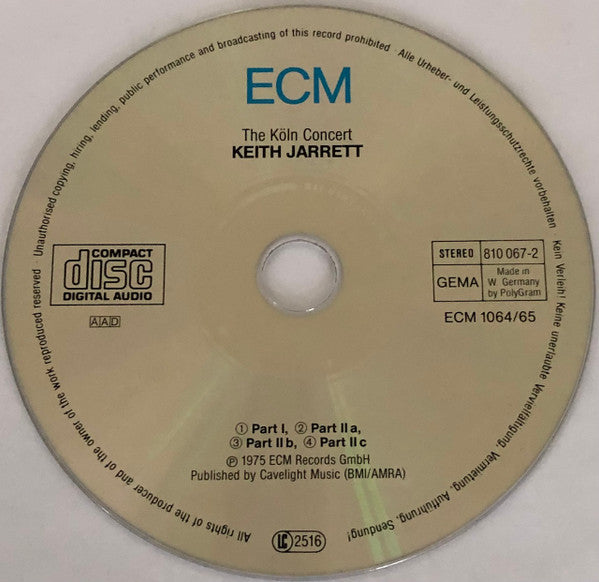 All rights of the producer and of the owner of the work reproduced reserved · Unauthorised copying, hiring, lending, public performance and broadcasting of this record prohibited · Alle Urheber- und Leistungsschutzrechte vorbehalten · Kein Verleih! Keine unerlaubte Vervielfältigung, Vermietung, Aufführung, Sendung!
ECM
The Köln Concert
KEITH JARRETT
COMPACT
disc
DIGITAL AUDIO
AAD
STEREO 810 067-2
GEMA Made in
W. Germany
by PolyGram
ECM 1064/65
① Part I, ② Part II a,
③ Part II b, ④ Part II c
℗ 1975 ECM Records GmbH
Published by Cavelight Music (BMI/AMRA)
LC 2516